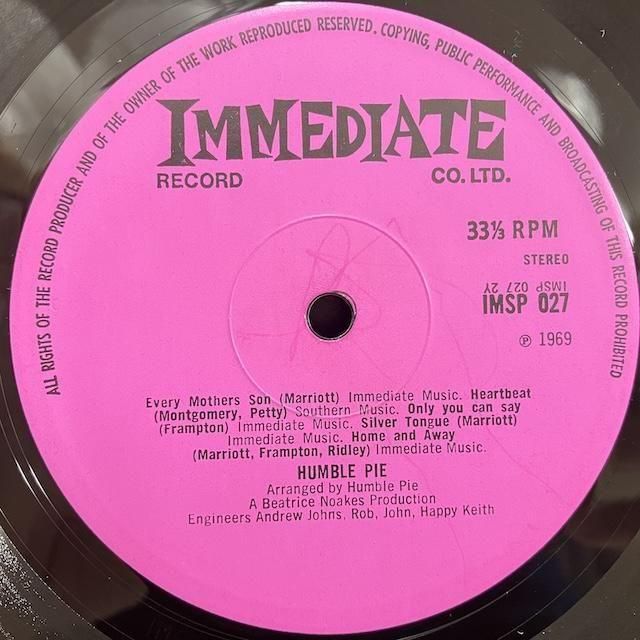 ALL RIGHTS OF THE RECORD PRODUCER AND OF THE OWNER OF THE WORK REPRODUCED RESERVED. COPYING, PUBLIC PERFORMANCE AND BROADCASTING OF THIS RECORD PROHIBITED
IMMEDIATE
RECORD CO. LTD.
33⅓ RPM
STEREO
IMSP 027 2Y
IMSP 027
℗ 1969
Every Mothers Son (Marriott) Immediate Music. Heartbeat
(Montgomery, Petty) Southern Music. Only you can say
(Frampton) Immediate Music. Silver Tongue (Marriott)
Immediate Music. Home and Away
(Marriott, Frampton, Ridley) Immediate Music.
HUMBLE PIE
Arranged by Humble Pie
A Beatrice Noakes Production
Engineers Andrew Johns, Rob, John, Happy Keith